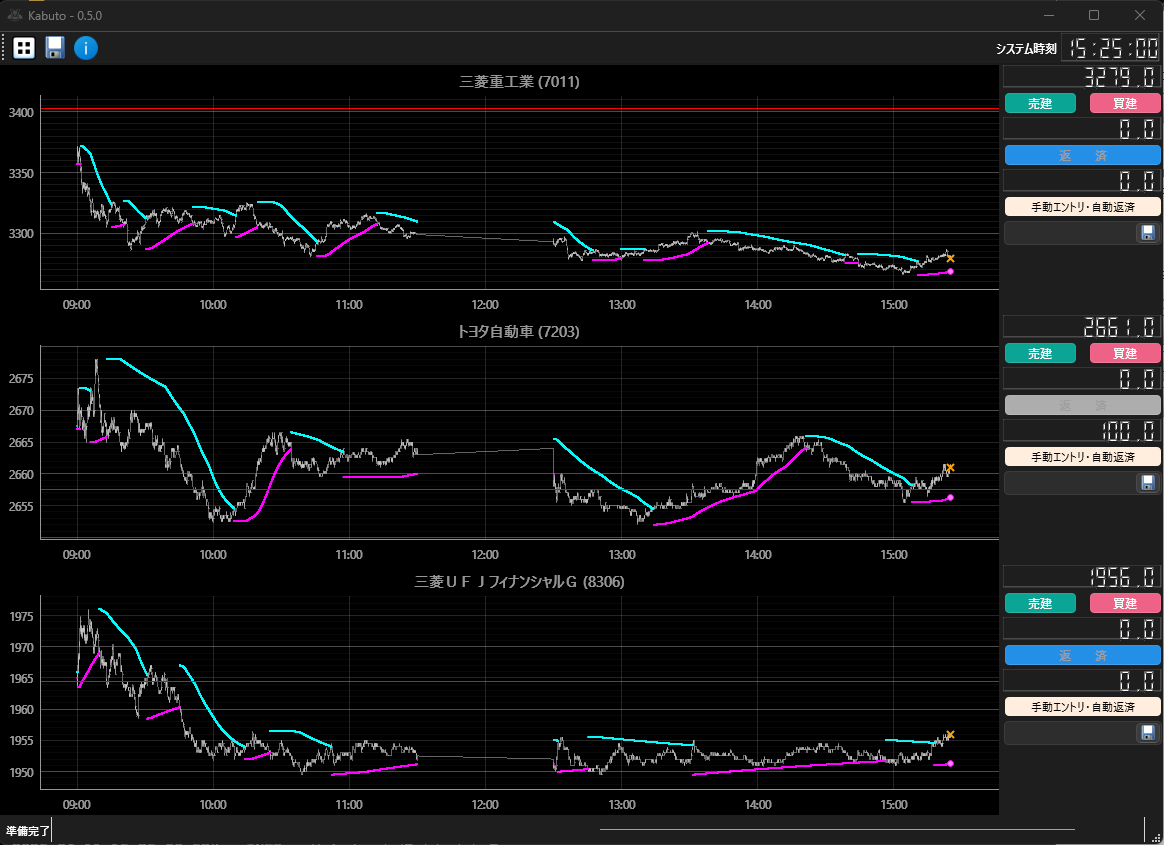 Kabuto - 0.5.0
システム時刻 15:25:00
三菱重工業 (7011)
3400
3350
3300
09:00 10:00 11:00 12:00 13:00 14:00 15:00
3279.0
売建 買建
0.0
返 済
0.0
手動エントリ・自動返済
トヨタ自動車 (7203)
2675
2670
2665
2660
2655
09:00 10:00 11:00 12:00 13:00 14:00 15:00
2661.0
売建 買建
0.0
返 済
100.0
手動エントリ・自動返済
三菱ＵＦＪフィナンシャルＧ (8306)
1975
1970
1965
1960
1955
1950
09:00 10:00 11:00 12:00 13:00 14:00 15:00
1956.0
売建 買建
0.0
返 済
0.0
手動エントリ・自動返済
準備完了